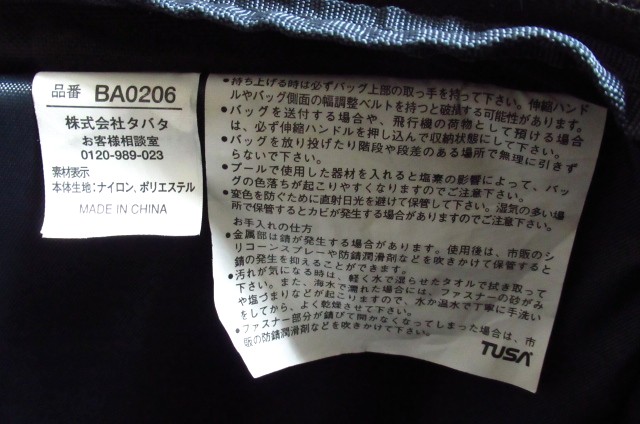 品番 BA0206
株式会社タバタ
お客様相談室
0120-989-023
素材表示
本体生地:ナイロン、ポリエステル
MADE IN CHINA
●持ち上げる時は必ずバッグ上部の取っ手を持って下さい。伸縮ハンド
ルやバッグ側面の幅調整ベルトを持つと破損する可能性があります。
●バッグを送付する場合や、飛行機の荷物として預ける場合
は、必ず伸縮ハンドルを押し込んで収納状態にして下さい。
●バッグを放り投げたり階段や段差のある場所で無理に引きず
らないで下さい。
●プールで使用した器材を入れると塩素の影響によって、バッ
グの色落ちが起こりやすくなりますのでご注意下さい。
●変色を防ぐために直射日光を避けて保管して下さい。湿気の多い場
所で保管するとカビが発生する場合がありますのでご注意下さい。
お手入れの仕方
●金属部は錆が発生する場合があります。使用後は、市販のシ
リコーンスプレーや防錆潤滑剤などを吹きかけて保管すると
錆の発生を抑えることができます。
●汚れが気になる時は、軽く水で湿らせたタオルで拭き取って
下さい。また、海水で濡れた場合には、ファスナーの砂がみ
や塩づまりなどが起こりますので、水か温水で丁寧に手洗い
をしてから、よく乾燥させて下さい。
●ファスナー部分が錆びて開かなくなってしまった場合は、市
販の防錆潤滑剤などを吹きかけて下さい。
TUSA